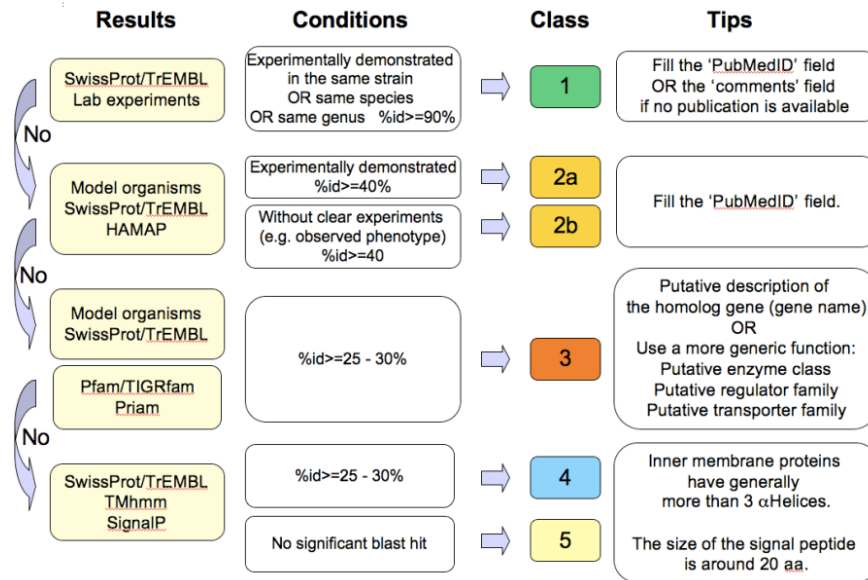 Results
Conditions
Class
Tips
SwissProt/TrEMBL
Lab experiments
Experimentally demonstrated
in the same strain
OR same species
OR same genus %id>=90%
1
Fill the ‘PubMedID’ field
OR the ‘comments’ field
if no publication is available
No
Model organisms
SwissProt/TrEMBL
HAMAP
Experimentally demonstrated
%id>=40%
2a
Without clear experiments
(e.g. observed phenotype)
%id>=40
2b
Fill the ‘PubMedID’ field.
No
Model organisms
SwissProt/TrEMBL
Pfam/TIGRfam
Priam
%id>=25 - 30%
3
Putative description of
the homolog gene (gene name)
OR
Use a more generic function:
Putative enzyme class
Putative regulator family
Putative transporter family
No
SwissProt/TrEMBL
TMhmm
SignalP
%id>=25 - 30%
4
No significant blast hit
5
Inner membrane proteins
have generally
more than 3 αHelices.
The size of the signal peptide
is around 20 aa.